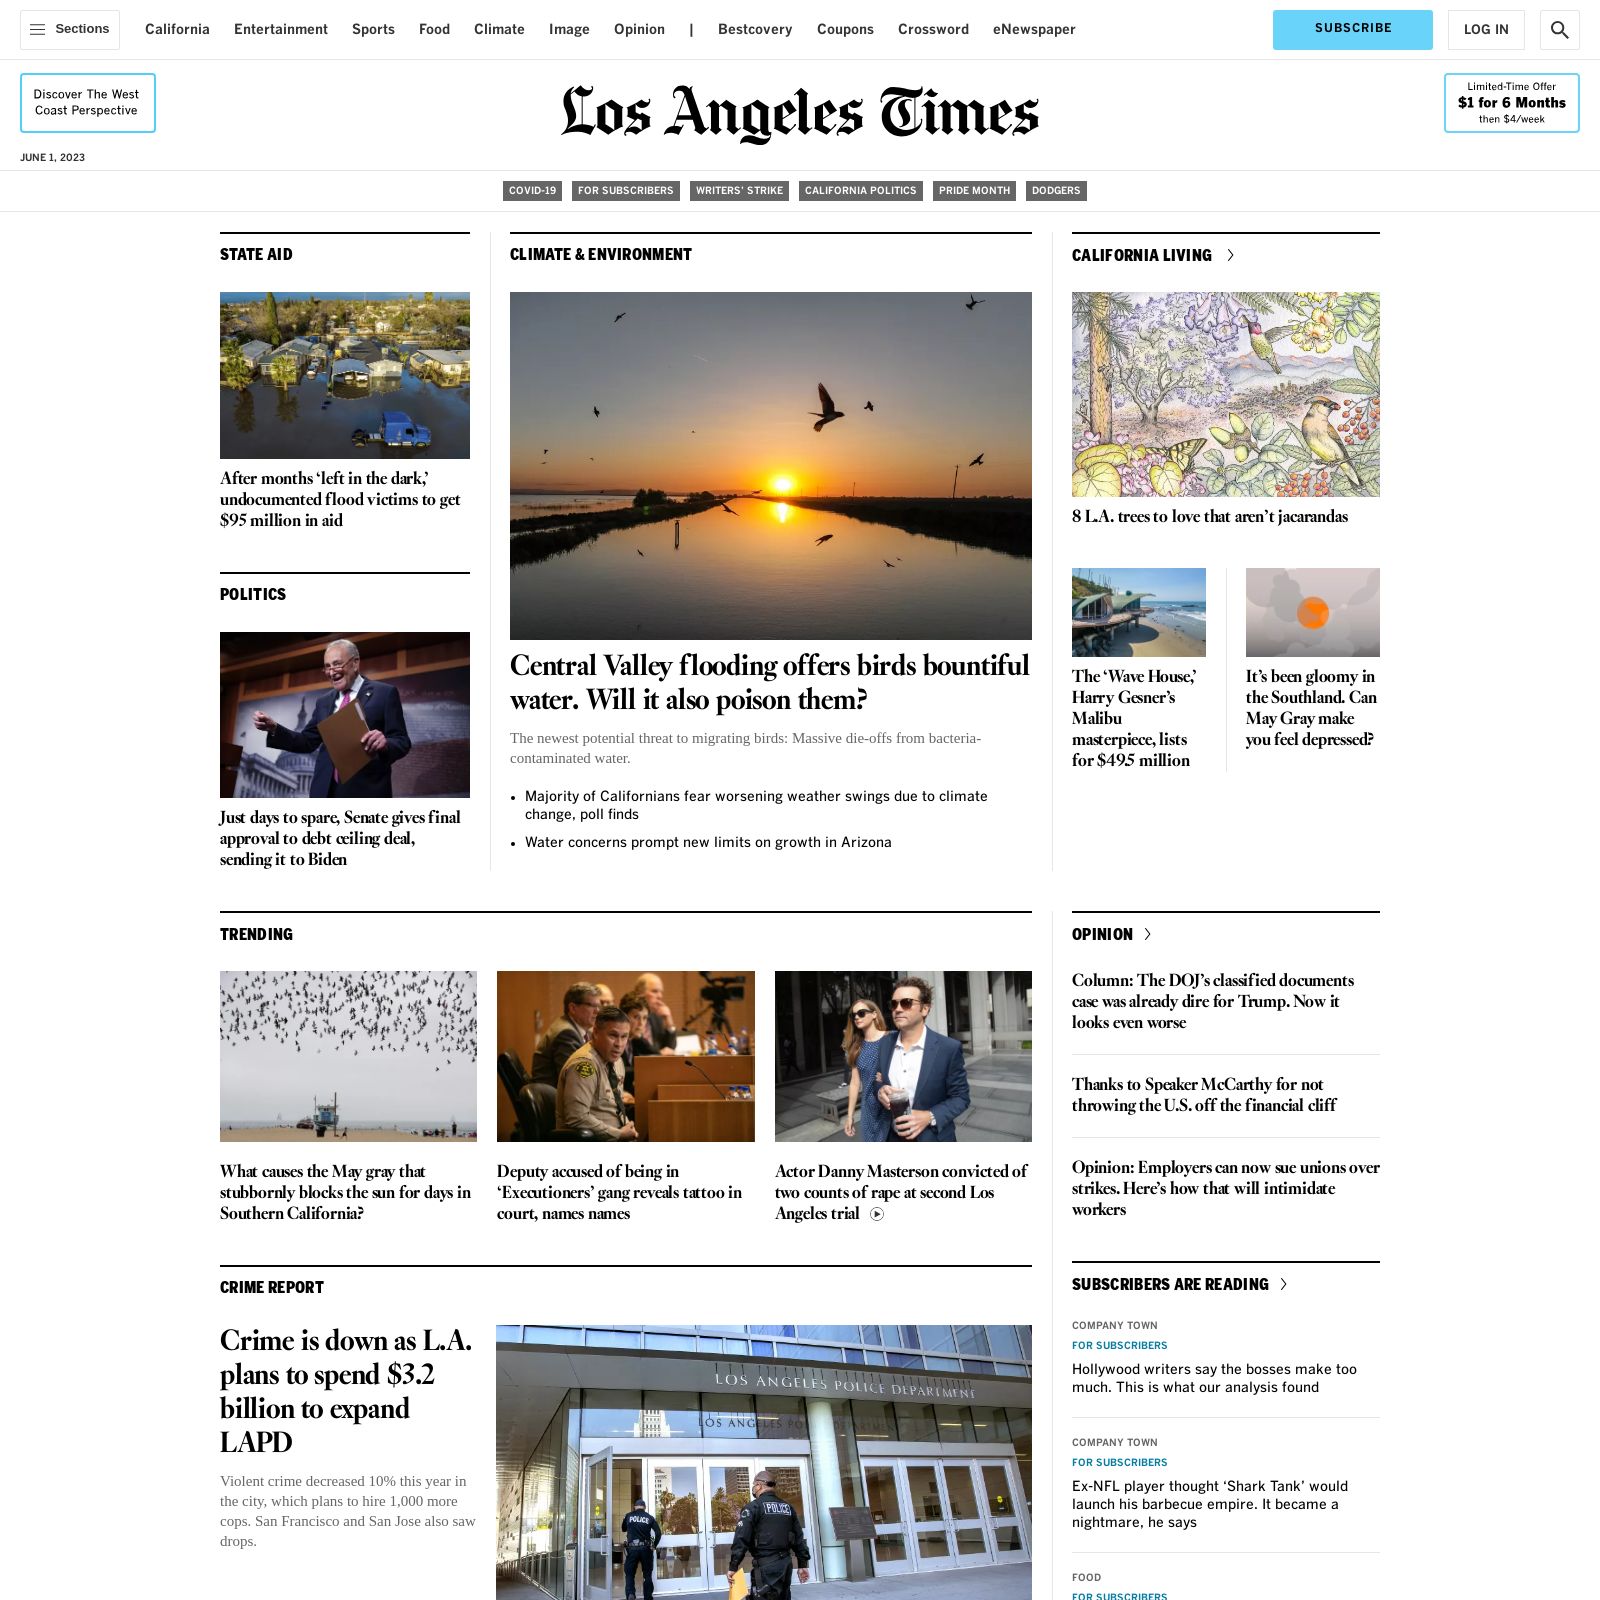 Sections
California
Entertainment
Sports
Food
Climate
Image
Opinion
|
Bestcovery
Coupons
Crossword
eNewspaper
SUBSCRIBE
LOG IN
Discover The West
Coast Perspective
Los Angeles Times
Limited-Time Offer
$1 for 6 Months
then $4/week
JUNE 1, 2023
COVID-19
FOR SUBSCRIBERS
WRITERS' STRIKE
CALIFORNIA POLITICS
PRIDE MONTH
DODGERS
STATE AID
After months ‘left in the dark,’
undocumented flood victims to get
$95 million in aid
POLITICS
Just days to spare, Senate gives final
approval to debt ceiling deal,
sending it to Biden
CLIMATE & ENVIRONMENT
Central Valley flooding offers birds bountiful
water. Will it also poison them?
The newest potential threat to migrating birds: Massive die-offs from bacteria-
contaminated water.
• Majority of Californians fear worsening weather swings due to climate
change, poll finds
• Water concerns prompt new limits on growth in Arizona
CALIFORNIA LIVING
8 L.A. trees to love that aren’t jacarandas
The ‘Wave House,’
Harry Gesner’s
Malibu
masterpiece, lists
for $49.5 million
It’s been gloomy in
the Southland. Can
May Gray make
you feel depressed?
TRENDING
What causes the May gray that
stubbornly blocks the sun for days in
Southern California?
Deputy accused of being in
‘Executioners’ gang reveals tattoo in
court, names names
Actor Danny Masterson convicted of
two counts of rape at second Los
Angeles trial
OPINION
Column: The DOJ’s classified documents
case was already dire for Trump. Now it
looks even worse
Thanks to Speaker McCarthy for not
throwing the U.S. off the financial cliff
Opinion: Employers can now sue unions over
strikes. Here’s how that will intimidate
workers
CRIME REPORT
Crime is down as L.A.
plans to spend $3.2
billion to expand
LAPD
Violent crime decreased 10% this year in
the city, which plans to hire 1,000 more
cops. San Francisco and San Jose also saw
drops.
LOS ANGELES POLICE DEPARTMENT
LOS ANGELES POLICE DEPARTMENT
POLICE
POLICE
SUBSCRIBERS ARE READING
COMPANY TOWN
FOR SUBSCRIBERS
Hollywood writers say the bosses make too
much. This is what our analysis found
COMPANY TOWN
FOR SUBSCRIBERS
Ex-NFL player thought ‘Shark Tank’ would
launch his barbecue empire. It became a
nightmare, he says
FOOD
FOR SUBSCRIBERS